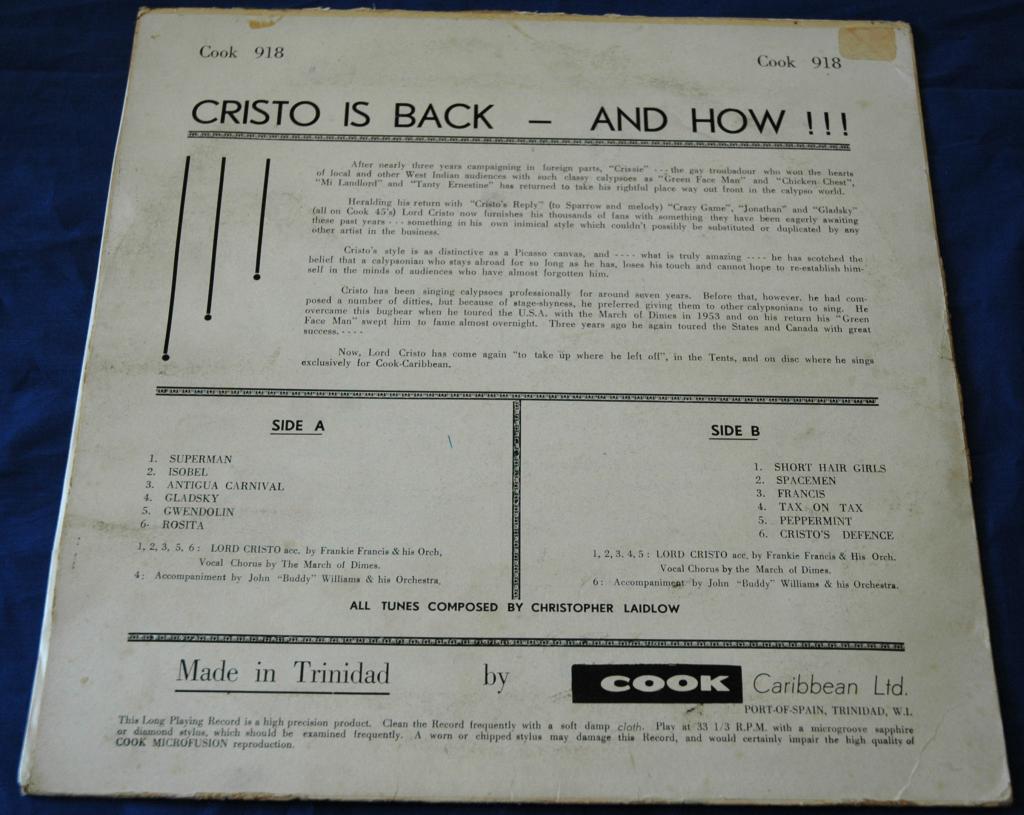 Cook 918
Cook 918
CRISTO IS BACK — AND HOW !!!
After nearly three years campaigning in foreign parts, "Crissie" --- the gay troubadour who won the hearts
of local and other West Indian audiences with such classy calypsoes as "Green Face Man" and "Chicken Chest",
"Mi Landlord" and "Tanty Ernestine" has returned to take his rightful place way out front in the calypso world.
Heralding his return with "Cristo's Reply" (to Sparrow and melody) "Crazy Game", "Jonathan" and "Gladsky"
(all on Cook 45's) Lord Cristo now furnishes his thousands of fans with something they have been eagerly awaiting
these past years - - - something in his own inimical style which couldn't possibly be substituted or duplicated by any
other artist in the business.
Cristo's style is as distinctive as a Picasso canvas, and ---- what is truly amazing ---- he has scotched the
belief that a calypsonian who stays abroad for so long as he has, loses his touch and cannot hope to re-establish him-
self in the minds of audiences who have almost forgotten him.
Cristo has been singing calypsoes professionally for around seven years. Before that, however, he had com-
posed a number of ditties, but because of stage-shyness, he preferred giving them to other calypsonians to sing. He
overcame this bugbear when he toured the U.S.A. with the March of Dimes in 1953 and on his return his "Green
Face Man" swept him to fame almost overnight. Three years ago he again toured the States and Canada with great
success. - - - -
Now, Lord Cristo has come again "to take up where he left off", in the Tents, and on disc where he sings
exclusively for Cook-Caribbean.
SIDE A
1. SUPERMAN
2. ISOBEL
3. ANTIGUA CARNIVAL
4. GLADSKY
5. GWENDOLIN
6- ROSITA
1, 2, 3, 5, 6 : LORD CRISTO acc. by Frankie Francis & his Orch,
Vocal Chorus by The March of Dimes.
4: Accompaniment by John "Buddy" Williams & his Orchestra.
SIDE B
1. SHORT HAIR GIRLS
2. SPACEMEN
3. FRANCIS
4. TAX ON TAX
5. PEPPERMINT
6. CRISTO'S DEFENCE
1, 2, 3, 4, 5 : LORD CRISTO acc. by Frankie Francis & His Orch.
Vocal Chorus by the March of Dimes.
6: Accompaniment by John "Buddy" Williams & his Orchestra.
ALL TUNES COMPOSED BY CHRISTOPHER LAIDLOW
Made in Trinidad by COOK Caribbean Ltd.
PORT-OF-SPAIN, TRINIDAD, W.I.
This Long Playing Record is a high precision product. Clean the Record frequently with a soft damp cloth. Play at 33 1/3 R.P.M. with a microgroove sapphire
or diamond stylus, which should be examined frequently. A worn or chipped stylus may damage this Record, and would certainly impair the high quality of
COOK MICROFUSION reproduction.